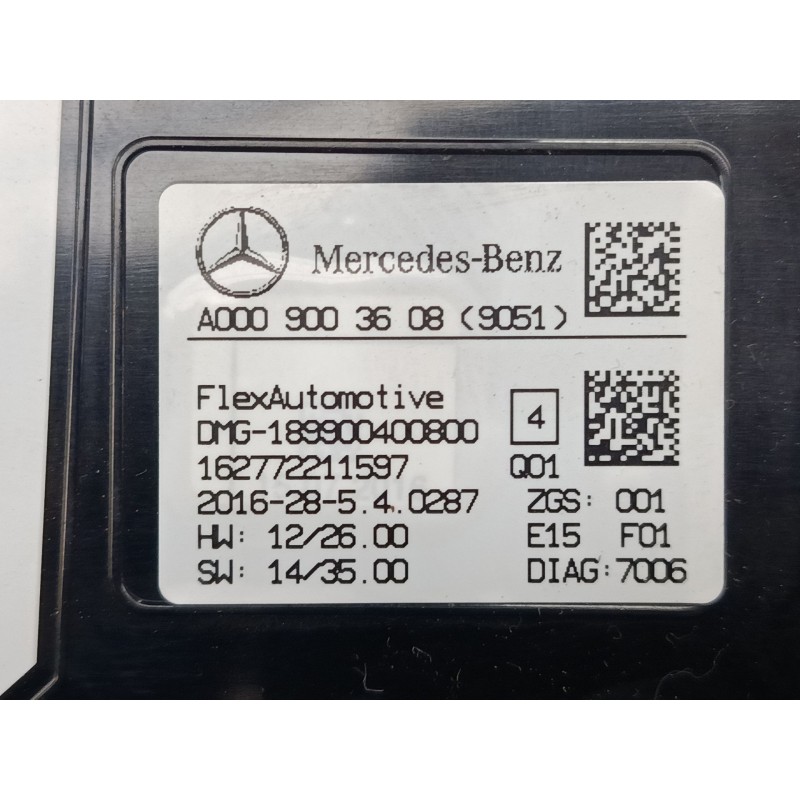 Mercedes-Benz
A000 900 36 08 (9051)
FlexAutomotive
DMG-189900400800
4
162772211597
Q01
2016-28-5.4.0287
ZGS: 001
HW: 12/26.00
E15 F01
SW: 14/35.00
DIAG:7006